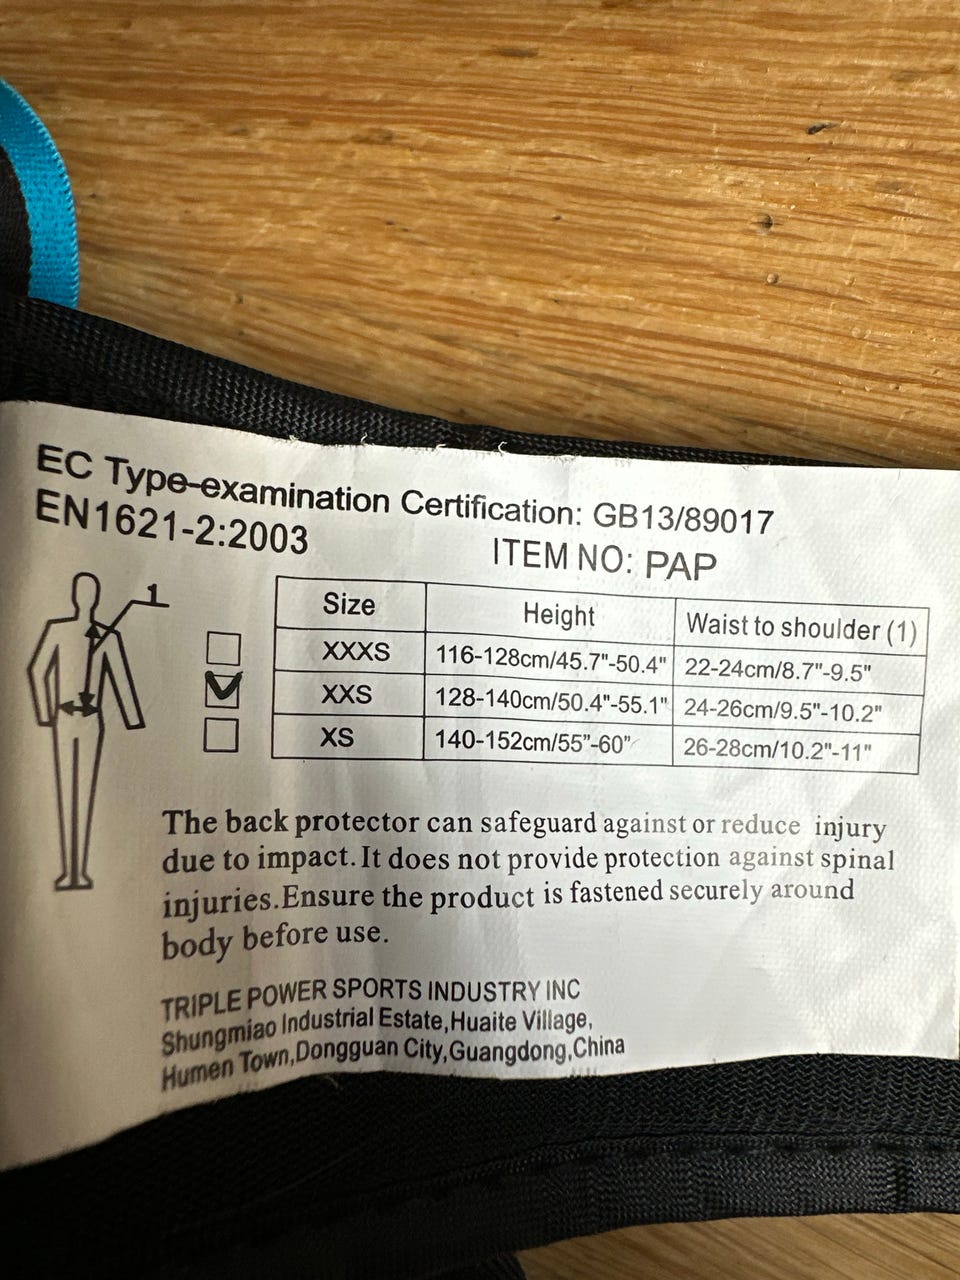 EC Type-examination Certification: GB13/89017
EN1621-2:2003
ITEM NO: PAP
1
Size Height Waist to shoulder (1)
XXXS 116-128cm/45.7"-50.4" 22-24cm/8.7"-9.5"
XXS 128-140cm/50.4"-55.1" 24-26cm/9.5"-10.2"
XS 140-152cm/55”-60” 26-28cm/10.2"-11"
The back protector can safeguard against or reduce injury
due to impact.It does not provide protection against spinal
injuries.Ensure the product is fastened securely around
body before use.
TRIPLE POWER SPORTS INDUSTRY INC
Shungmiao Industrial Estate,Huaite Village,
Humen Town,Dongguan City,Guangdong,China